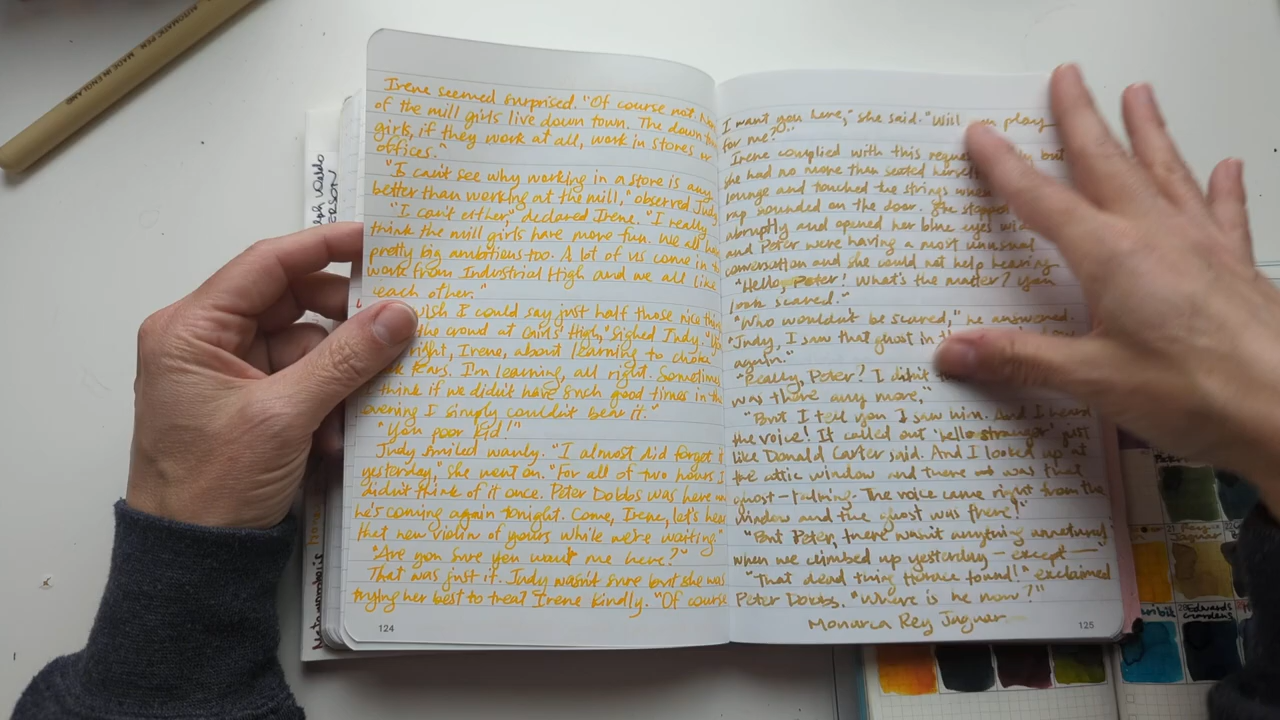 AUTOMATIC PEN
MADE IN ENGLAND
Irene seemed surprised. "Of course not.
of the mill girls live down town. The down-
girls, if they work at all, work in stores or
offices."
"I can't see why working in a store is any
better than working at the mill," observed Judy
"I can't either" declared Irene. "I really
think the mill girls have more fun. We all have
pretty big ambitions too. A lot of us come in to
work from Industrial High and we all like
each other."
wish I could say just half those nice things
the crowd at Girls' High," sighed Judy.
right, Irene, about learning to choke
tears. I'm learning, all right. Sometimes
think if we didn't have such good times in the
evening I simply couldn't bear it."
"You poor kid!"
Judy smiled wanly. "I almost did forget it
yesterday," she went on. "For all of two hours I
didn't think of it once. Peter Dobbs was here
he's coming again tonight. Come, Irene, let's hear
that new violin of yours while we're waiting"
"Are you sure you want me here?"
That was just it. Judy wasn't sure but she was
trying her best to treat Irene kindly. "Of course
124
I want you here," she said. "Will you play
for me?"
Irene complied with this but
she had no more than seated
lounge and touched the strings
rap sounded on the door. She stopped
abruptly and opened her blue eyes
and Peter were having a most unusual
conversation and she could not help hearing
"Hello, Peter! What's the matter? You
look scared."
"Who wouldn't be scared," he answered.
"Judy, I saw that ghost in
again."
"Really, Peter? I didn't
was there any more,"
"But I tell you I saw him. And I heard
the voice! It called out 'hello stranger' just
like Donald Carter said. And I looked up at
the attic window and there was that
ghost - The voice came right from the
window and the ghost was there!"
"But Peter, there wasn't anything unnatural
when we climbed up yesterday - except —"
"That dead thing Horace found!" exclaimed
Peter Dobbs. "Where is he now?"
Monarca Rey Jaguar
125